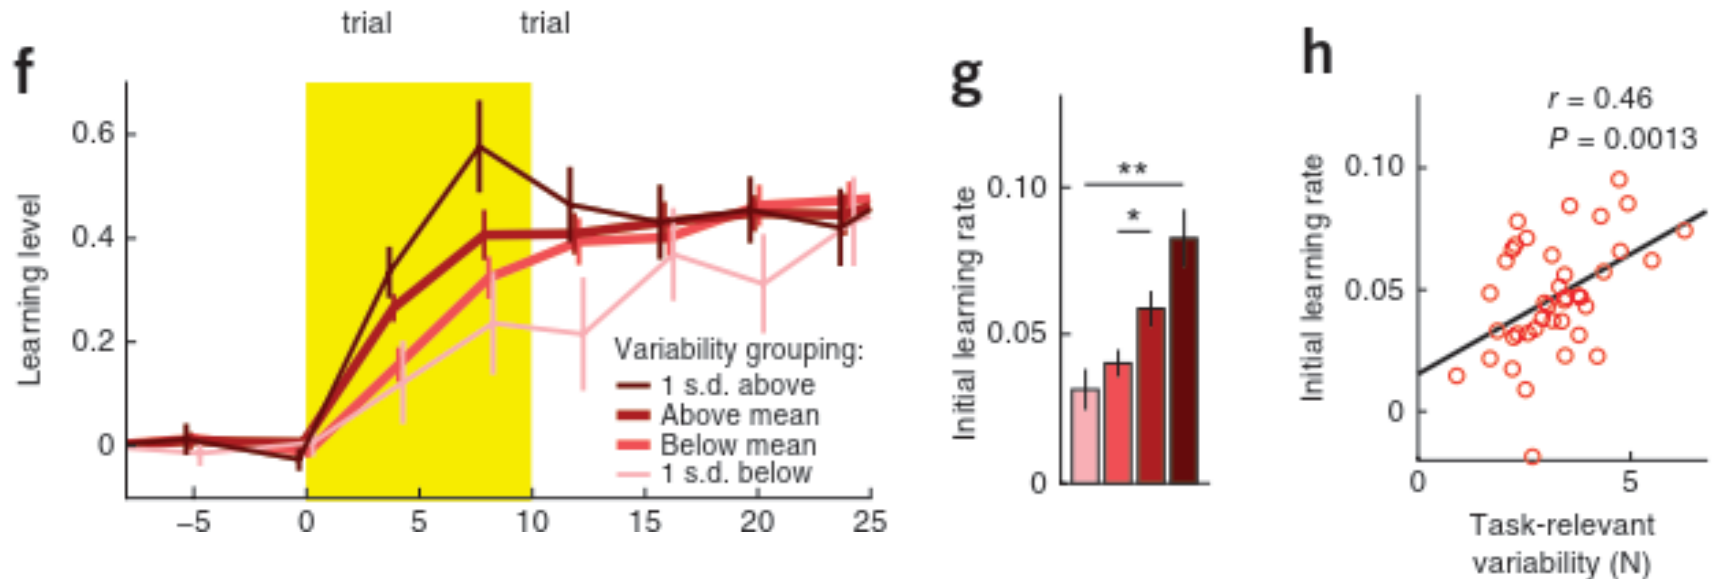 trial trial
f
Learning level
0.6
0.4
0.2
0
−5 0 5 10 15 20 25
Variability grouping:
1 s.d. above
Above mean
Below mean
1 s.d. below
g
Initial learning rate
0.10
0.05
0
**
*
h
Initial learning rate
r = 0.46
P = 0.0013
0.10
0.05
0
0 5
Task-relevant
variability (N)